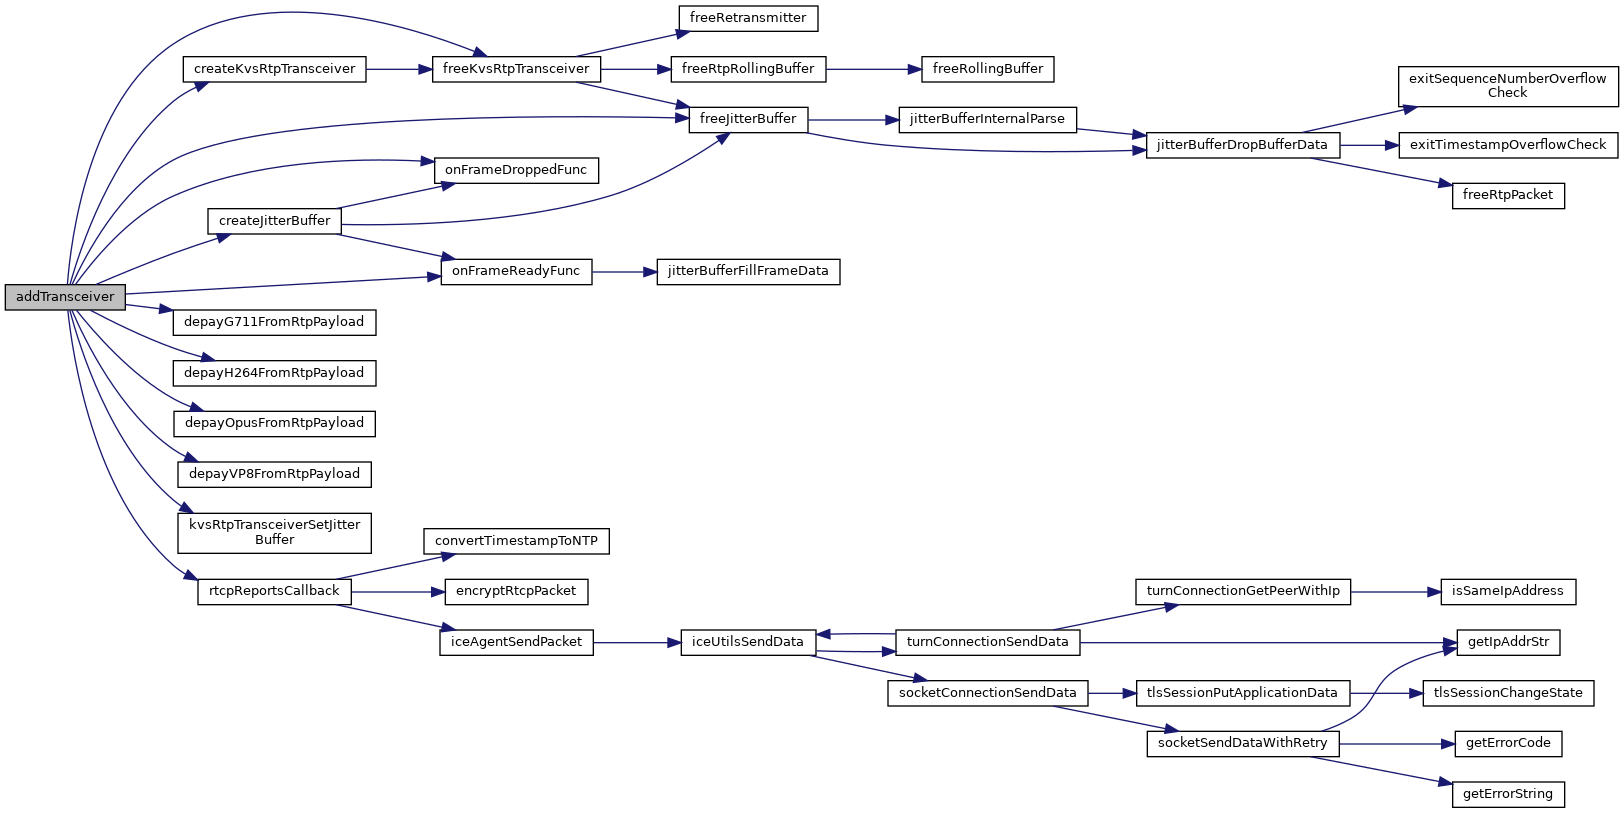 freeRetransmitter
createKvsRtpTransceiver
freeKvsRtpTransceiver
freeRtpRollingBuffer
freeRollingBuffer
exitSequenceNumberOverflow
Check
freeJitterBuffer
jitterBufferInternalParse
jitterBufferDropBufferData
exitTimestampOverflowCheck
onFrameDroppedFunc
freeRtpPacket
createJitterBuffer
onFrameReadyFunc
jitterBufferFillFrameData
addTransceiver
depayG711FromRtpPayload
depayH264FromRtpPayload
depayOpusFromRtpPayload
depayVP8FromRtpPayload
kvsRtpTransceiverSetJitter
Buffer
convertTimestampToNTP
rtcpReportsCallback
encryptRtcpPacket
turnConnectionGetPeerWithIp
isSameIpAddress
iceAgentSendPacket
iceUtilsSendData
turnConnectionSendData
getIpAddrStr
socketConnectionSendData
tlsSessionPutApplicationData
tlsSessionChangeState
socketSendDataWithRetry
getErrorCode
getErrorString